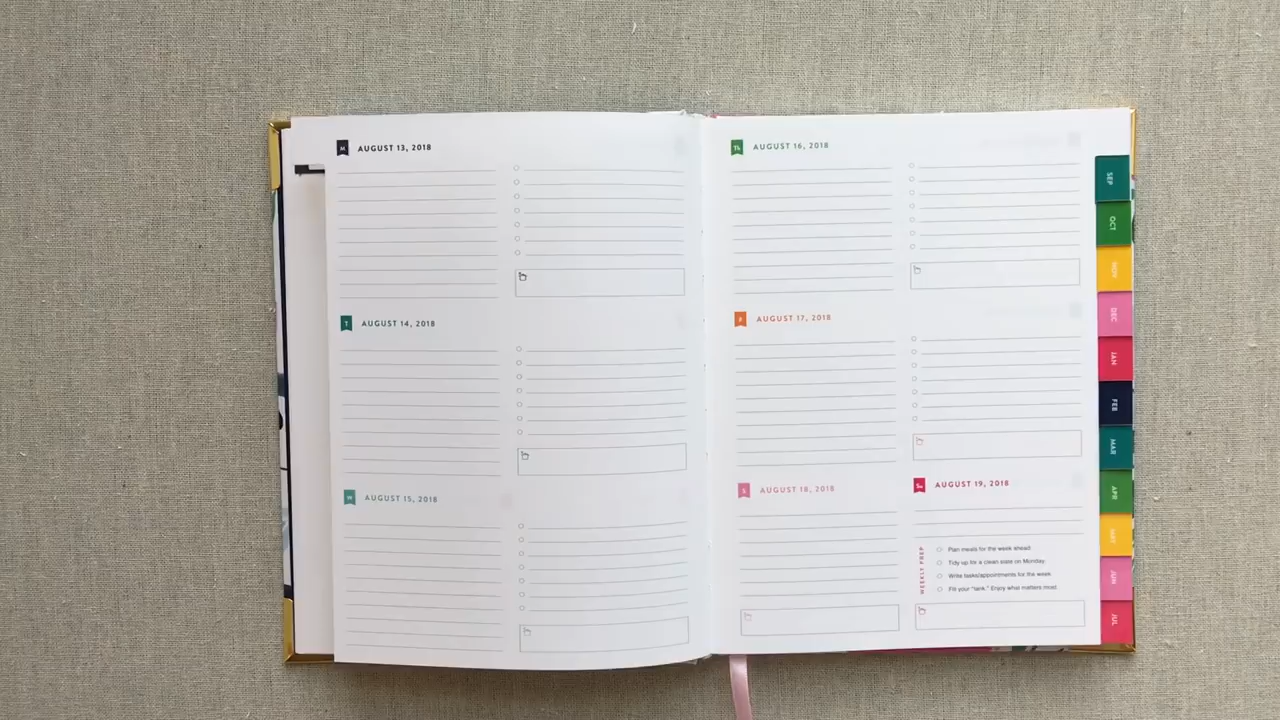 M AUGUST 13, 2018
T AUGUST 14, 2018
W AUGUST 15, 2018
Th AUGUST 16, 2018
F AUGUST 17, 2018
S AUGUST 18, 2018
Su AUGUST 19, 2018
WEEKLY PREP
Plan meals for the week ahead.
Tidy up for a clean slate on Monday.
Write tasks/appointments for the week.
Fill your "tank." Enjoy what matters most.
SEP
OCT
NOV
DEC
JAN
FEB
MAR
APR
MAY
JUN
JUL